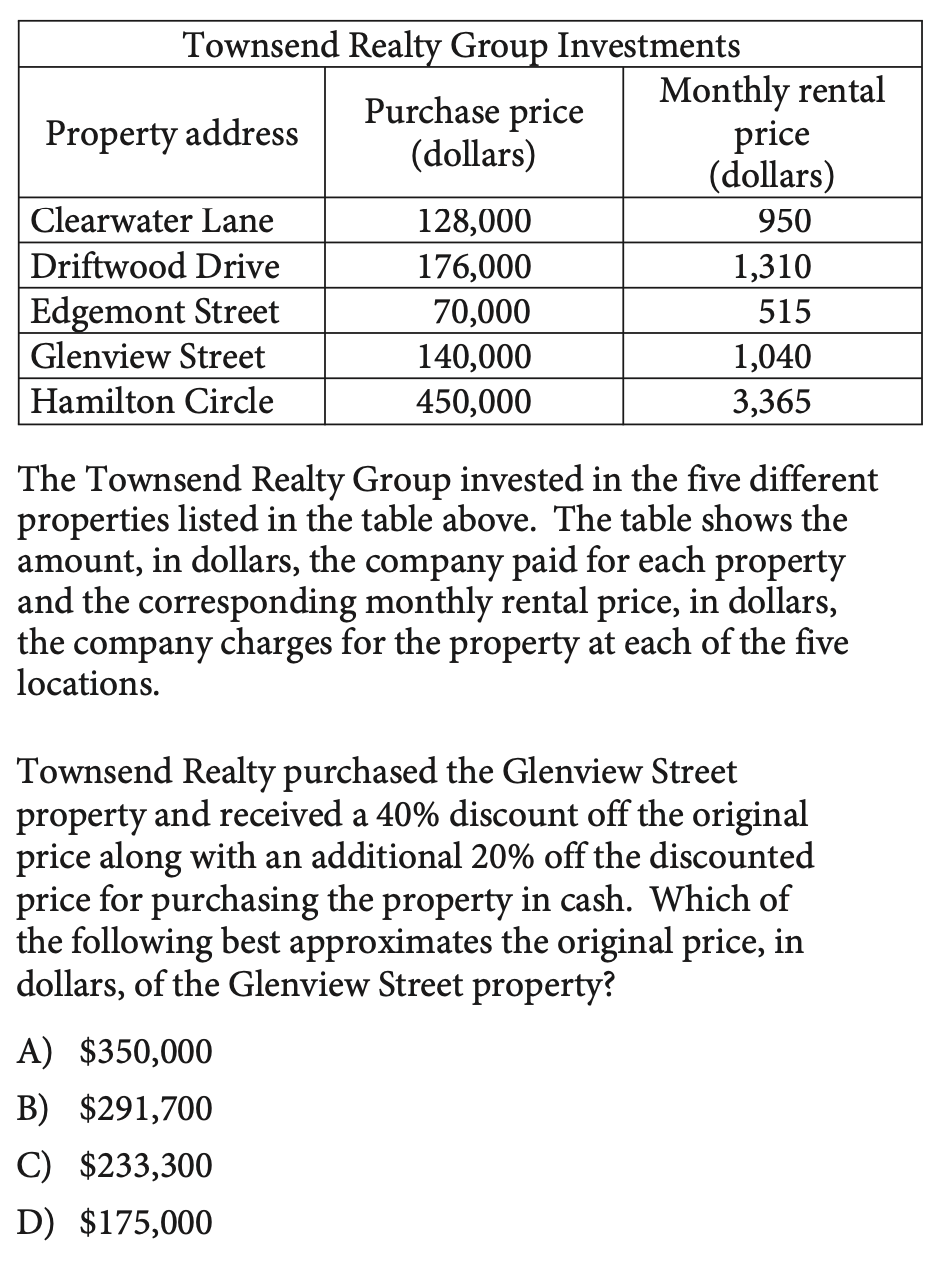 Townsend Realty Group Investments
Property address
Purchase price
(dollars)
Monthly rental
price
(dollars)
Clearwater Lane 128,000 950
Driftwood Drive 176,000 1,310
Edgemont Street 70,000 515
Glenview Street 140,000 1,040
Hamilton Circle 450,000 3,365
The Townsend Realty Group invested in the five different
properties listed in the table above. The table shows the
amount, in dollars, the company paid for each property
and the corresponding monthly rental price, in dollars,
the company charges for the property at each of the five
locations.
Townsend Realty purchased the Glenview Street
property and received a 40% discount off the original
price along with an additional 20% off the discounted
price for purchasing the property in cash. Which of
the following best approximates the original price, in
dollars, of the Glenview Street property?
A) $350,000
B) $291,700
C) $233,300
D) $175,000